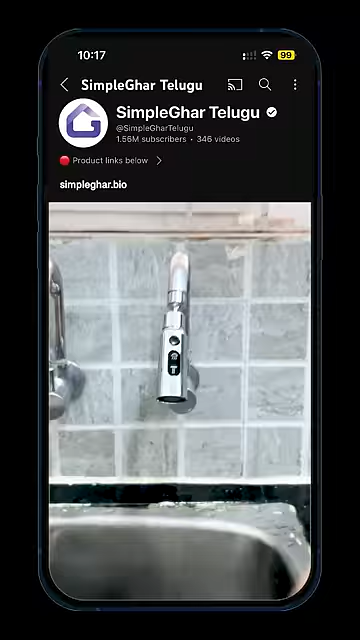 10:17
99
SimpleGhar Telugu
SimpleGhar Telugu
@SimpleGharTelugu
1.56M subscribers • 346 videos
Product links below
simpleghar.bio